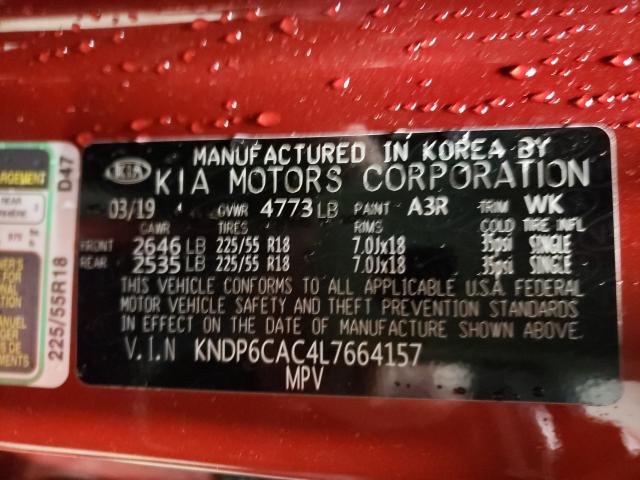 MANUFACTURED IN KOREA BY
KIA KIA MOTORS CORPORATION
03/19 GVWR 4773 LB PAINT A3R TRIM WK
GAWR TIRES RIMS COLD TIRE INFL
FRONT 2646 LB 225/55 R18 7.0Jx18 35psi SINGLE
REAR 2535 LB 225/55 R18 7.0Jx18 35psi SINGLE
THIS VEHICLE CONFORMS TO ALL APPLICABLE U.S.A. FEDERAL
MOTOR VEHICLE SAFETY AND THEFT PREVENTION STANDARDS
IN EFFECT ON THE DATE OF MANUFACTURE SHOWN ABOVE.
V.I.N KNDP6CAC4L7664157
MPV
REAR
225/55R18 D47